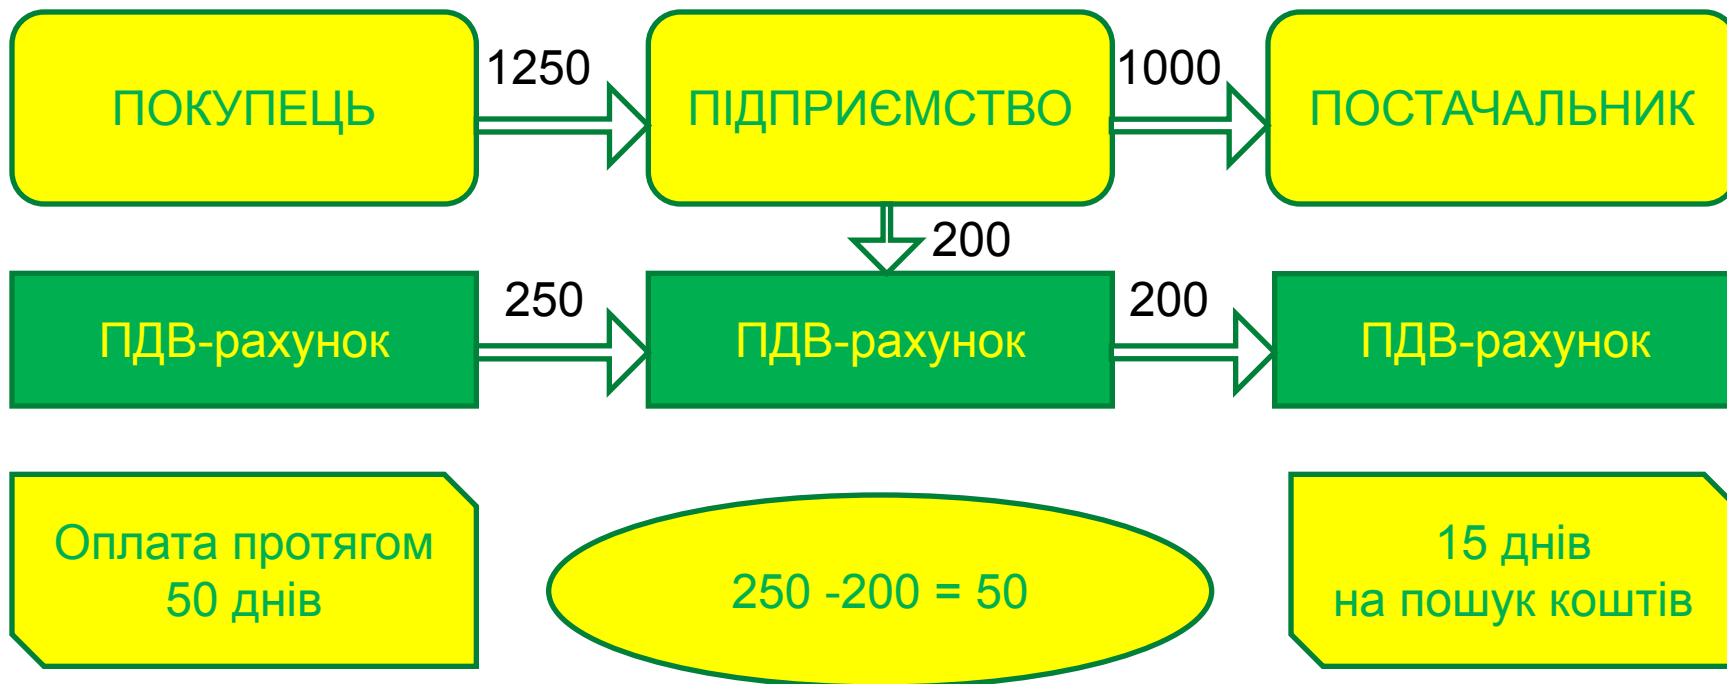 1250
1000
ПОКУПЕЦЬ
ПІДПРИЄМСТВО
ПОСТАЧАЛЬНИК
200
250
200
ПДВ-рахунок
ПДВ-рахунок
ПДВ-рахунок
Оплата протягом
50 днів
250 -200 = 50
15 днів
на пошук коштів